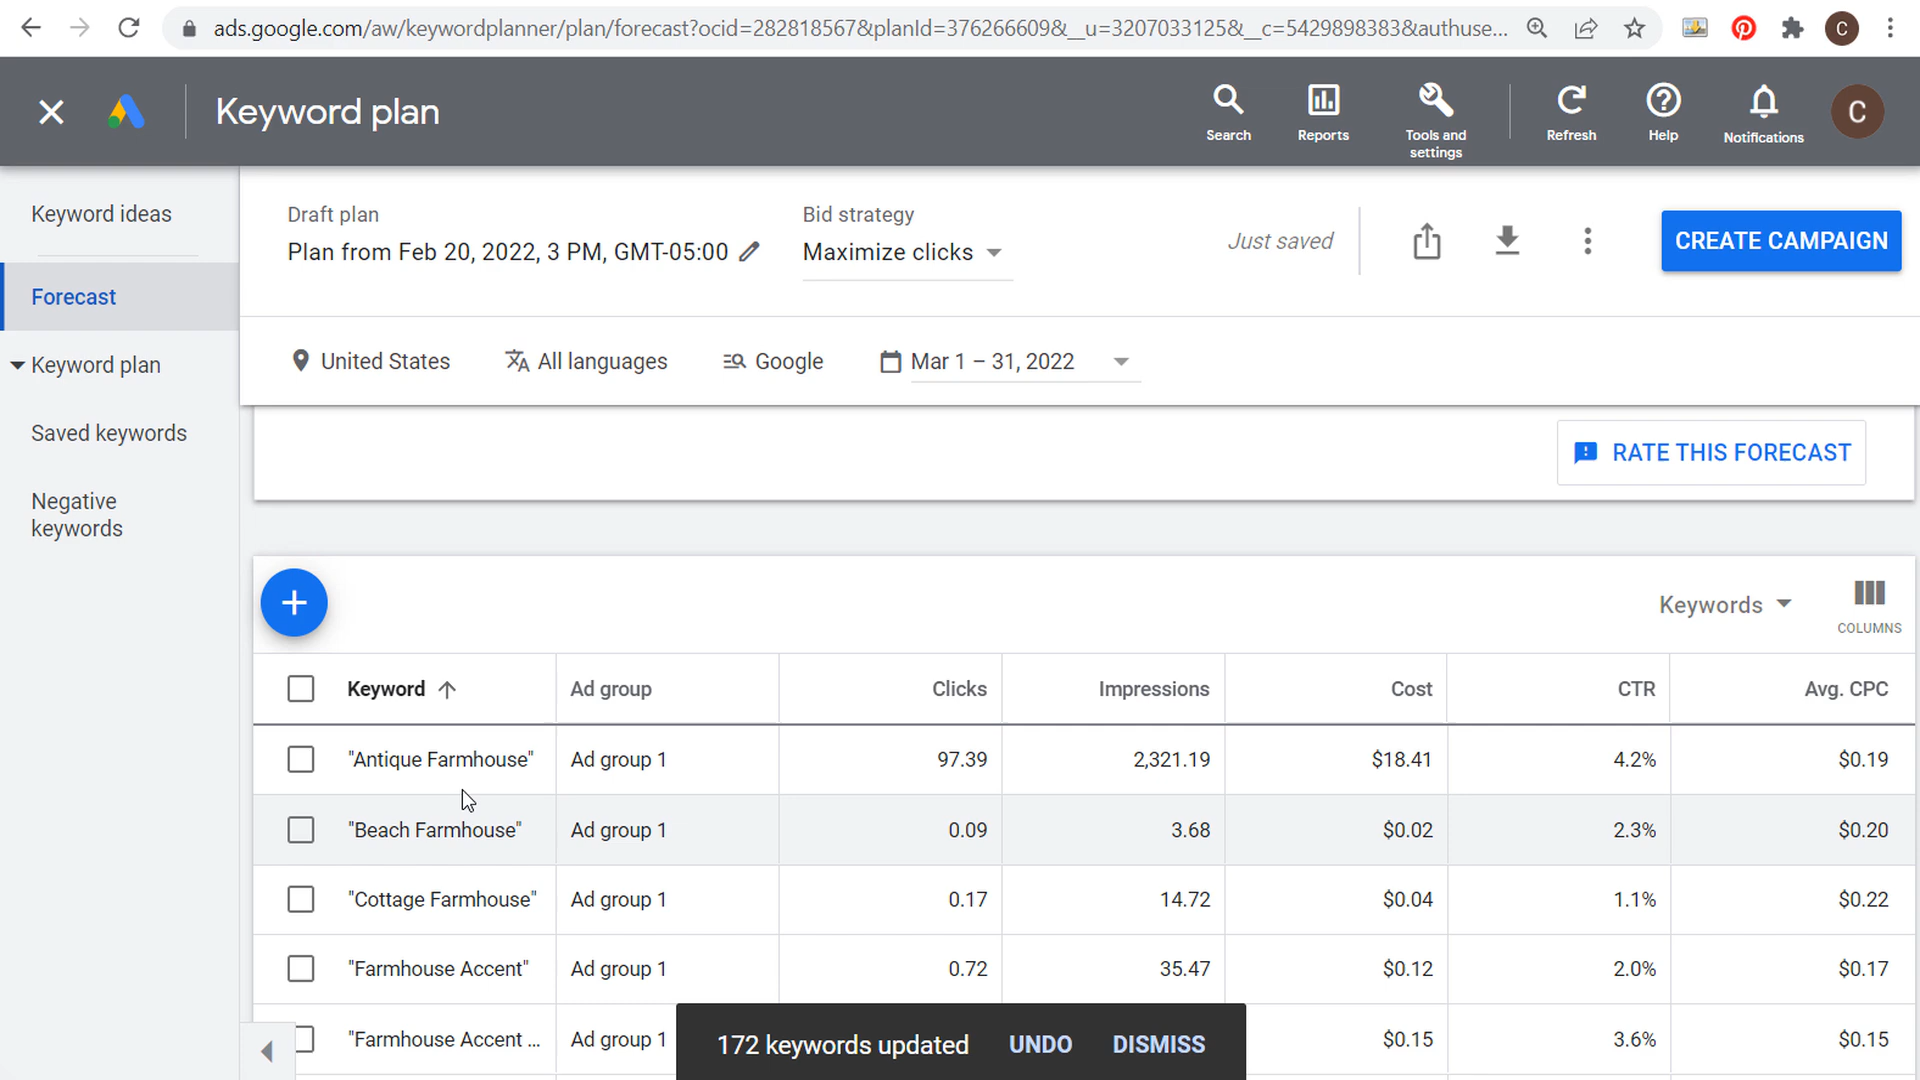 ads.google.com/aw/keywordplanner/plan/forecast?ocid=282818567&planId=376266609&__u=3207033125&__c=5429898383&authuse...
C
Keyword plan
Search
Reports
Tools and
settings
Refresh
Help
Notifications
C
Keyword ideas
Forecast
Keyword plan
Saved keywords
Negative
keywords
Draft plan
Plan from Feb 20, 2022, 3 PM, GMT-05:00
Bid strategy
Maximize clicks
Just saved
CREATE CAMPAIGN
United States
All languages
Google
Mar 1 – 31, 2022
RATE THIS FORECAST
Keywords
COLUMNS
Keyword Ad group Clicks Impressions Cost CTR Avg. CPC
"Antique Farmhouse" Ad group 1 97.39 2,321.19 $18.41 4.2% $0.19
"Beach Farmhouse" Ad group 1 0.09 3.68 $0.02 2.3% $0.20
"Cottage Farmhouse" Ad group 1 0.17 14.72 $0.04 1.1% $0.22
"Farmhouse Accent" Ad group 1 0.72 35.47 $0.12 2.0% $0.17
"Farmhouse Accent ... Ad group 1 $0.15 3.6% $0.15
172 keywords updated UNDO DISMISS